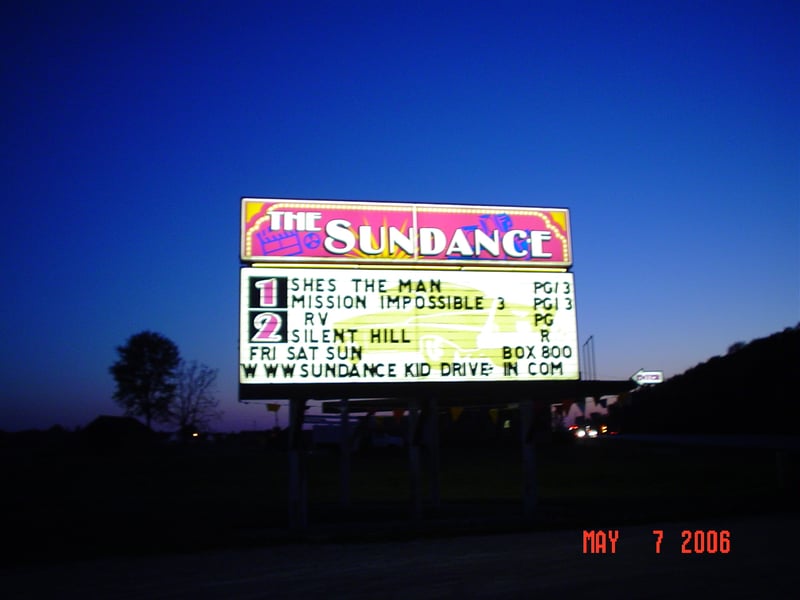 THE SUNDANCE
1 SHES THE MAN PG13
MISSION IMPOSSIBLE 3 PG13
2 RV PG
SILENT HILL R
FRI SAT SUN BOX 800
WWWSUNDANCE KID DRIVE- IN COM
MAY 7 2006